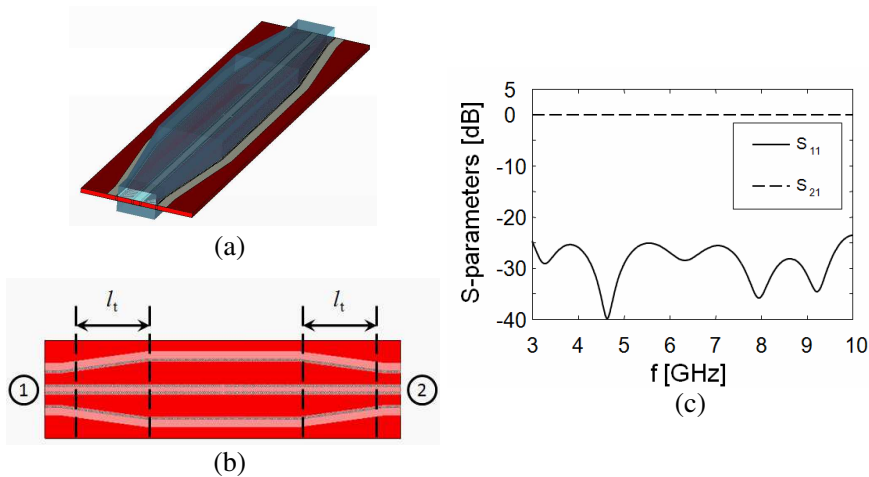 (a)
l_t l_t
1 2
(b)
S-parameters [dB]
5
0
-10
-20
-30
-40
S_11
S_21
3 4 5 6 7 8 9 10
f [GHz]
(c)